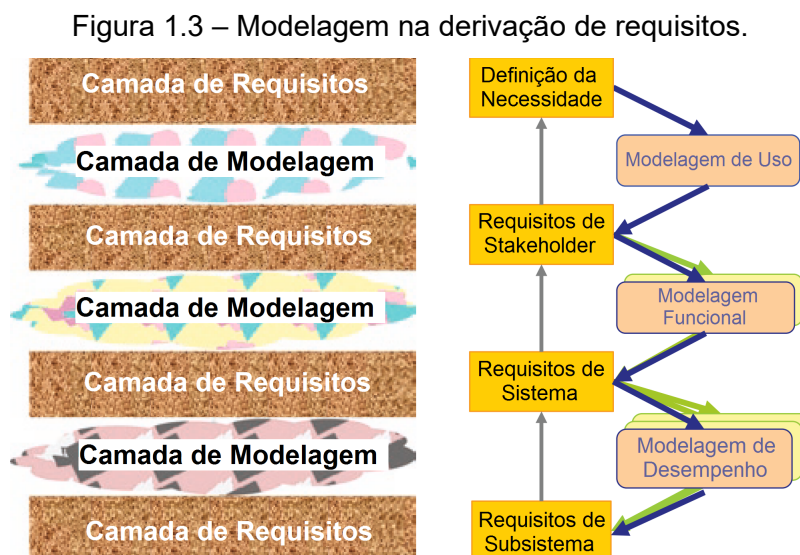 Figura 1.3 – Modelagem na derivação de requisitos.
Camada de Requisitos
Camada de Modelagem
Camada de Requisitos
Camada de Modelagem
Camada de Requisitos
Camada de Modelagem
Camada de Requisitos
Definição da
Necessidade
Modelagem de Uso
Requisitos de
Stakeholder
Modelagem
Funcional
Requisitos de
Sistema
Modelagem de
Desempenho
Requisitos de
Subsistema